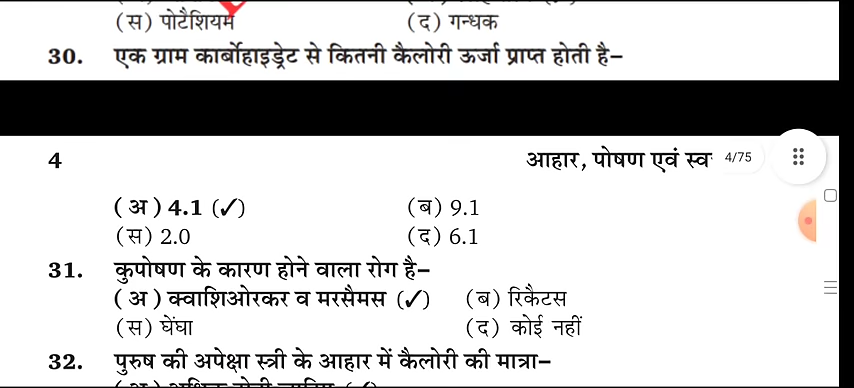 (स) पोटैशियम (द) गन्धक
30. एक ग्राम कार्बोहाइड्रेट से कितनी कैलोरी ऊर्जा प्राप्त होती है–
4 आहार, पोषण एवं स्व 4/75
(अ) 4.1 (✓) (ब) 9.1
(स) 2.0 (द) 6.1
31. कुपोषण के कारण होने वाला रोग है–
(अ) क्वाशिओरकर व मरसैमस (✓) (ब) रिकैटस
(स) घेंघा (द) कोई नहीं
32. पुरुष की अपेक्षा स्त्री के आहार में कैलोरी की मात्रा–